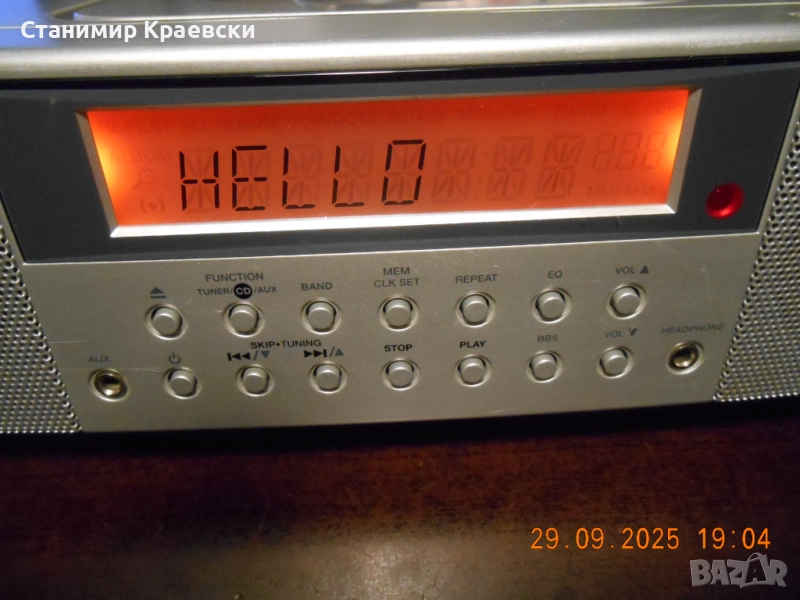 Станимир Краевски
HELLO
FUNCTION
TUNER/CD/AUX
BAND
MEM
CLK SET
REPEAT
EQ
VOL ▲
AUX
⏻
SKIP•TUNING
I◄◄/▼
►►I/▲
STOP
PLAY
BBS
VOL ▼
HEADPHONE
29.09.2025 19:04
BAZAR